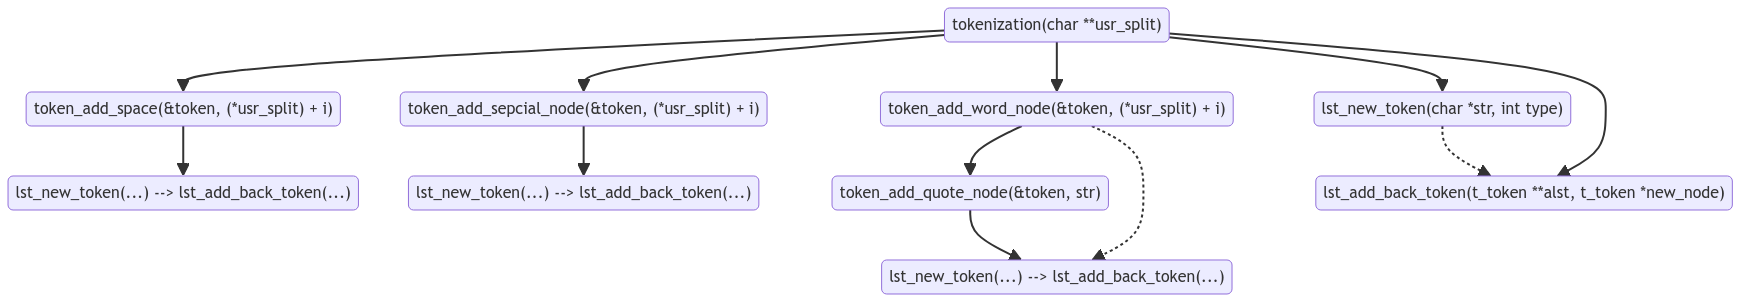 tokenization(char **usr_split)
token_add_space(&token, (*usr_split) + i)
token_add_sepcial_node(&token, (*usr_split) + i)
token_add_word_node(&token, (*usr_split) + i)
lst_new_token(char *str, int type)
lst_new_token(...) --> lst_add_back_token(...)
lst_new_token(...) --> lst_add_back_token(...)
token_add_quote_node(&token, str)
lst_add_back_token(t_token **alst, t_token *new_node)
lst_new_token(...) --> lst_add_back_token(...)